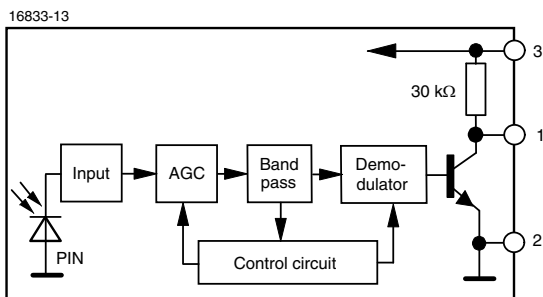 16833-13
3
30 kΩ
1
Input
AGC
Band
pass
Demo-
dulator
2
PIN
Control circuit